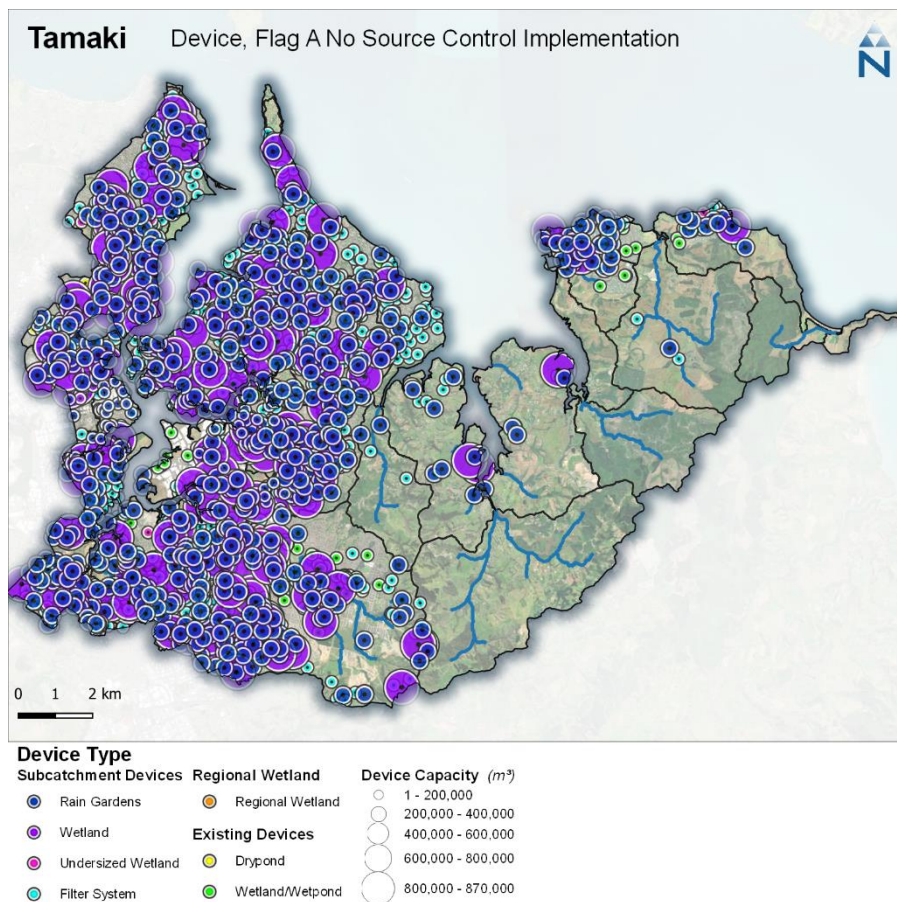 Tamaki Device, Flag A No Source Control Implementation
N
0 1 2 km
Device Type
Subcatchment Devices Regional Wetland Device Capacity (m³)
Rain Gardens Regional Wetland 1 - 200,000
200,000 - 400,000
Wetland Existing Devices 400,000 - 600,000
Undersized Wetland Drypond 600,000 - 800,000
Filter System Wetland/Wetpond 800,000 - 870,000